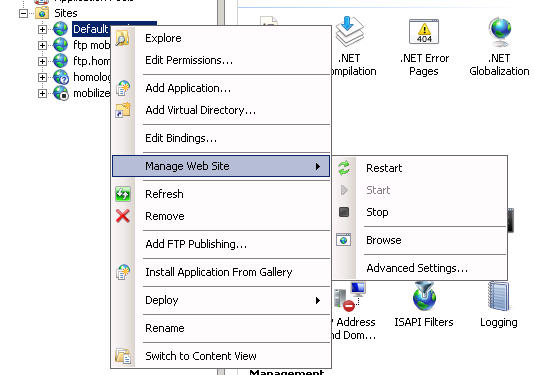 Sites
Default
ftp mob
ftp.hom
homolog
mobilize
Explore
Edit Permissions...
Add Application...
Add Virtual Directory...
Edit Bindings...
Manage Web Site
Refresh
Remove
Add FTP Publishing...
Install Application From Gallery
Deploy
Rename
Switch to Content View
Restart
Start
Stop
Browse
Advanced Settings...
.NET
mpilation
404
.NET Error
Pages
.NET
Globalization
Address
nd Dom...
ISAPI Filters
Logging
Management